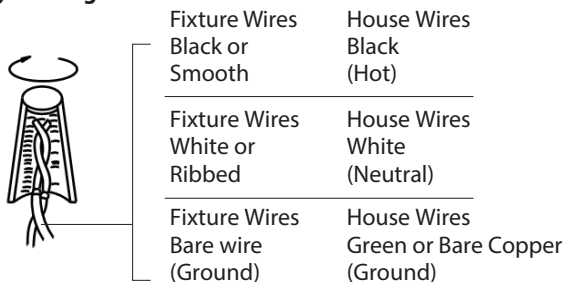 Fixture Wires House Wires
Black or Black
Smooth (Hot)
Fixture Wires House Wires
White or White
Ribbed (Neutral)
Fixture Wires House Wires
Bare wire Green or Bare Copper
(Ground) (Ground)